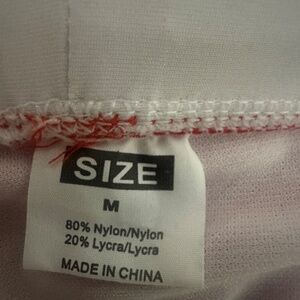 SIZE
M
80% Nylon/Nylon
20% Lycra/Lycra
MADE IN CHINA